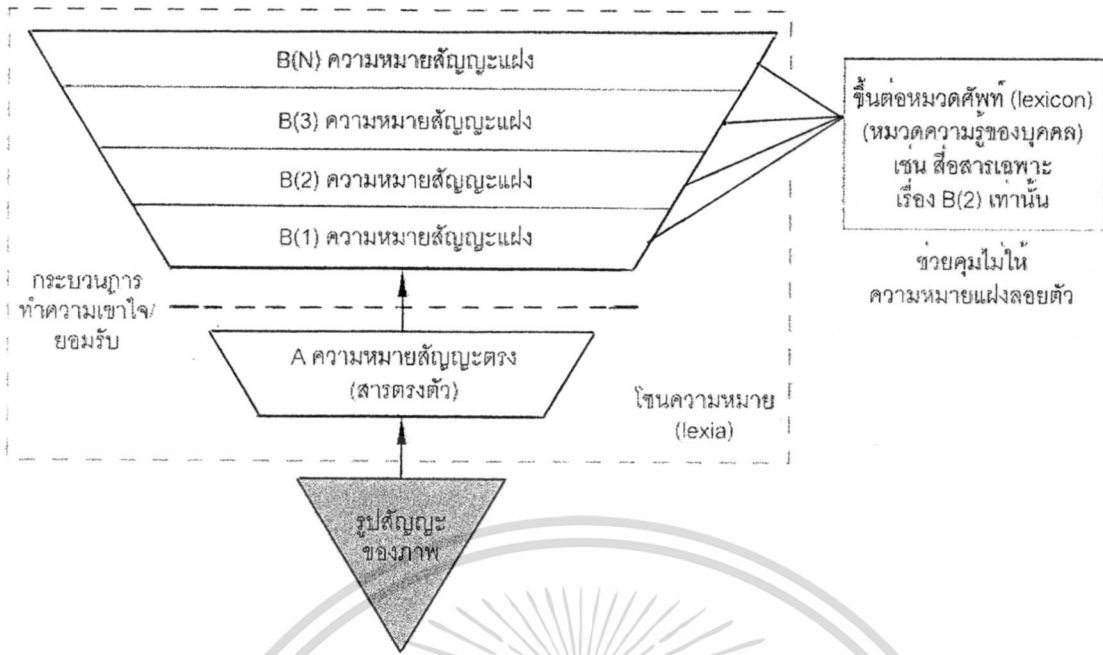 B(N) ความหมายสัญญะแฝง
B(3) ความหมายสัญญะแฝง
B(2) ความหมายสัญญะแฝง
B(1) ความหมายสัญญะแฝง
ขึ้นต่อหมวดศัพท์ (lexicon)
(หมวดความรู้ของบุคคล)
เช่น สื่อสารเฉพาะ
เรื่อง B(2) เท่านั้น
ช่วยคุมไม่ให้
ความหมายแฝงลอยตัว
กระบวนการ
ทำความเข้าใจ/
ยอมรับ
A ความหมายสัญญะตรง
(สารตรงตัว)
โซนความหมาย
(lexia)
รูปสัญญะ
ของภาพ